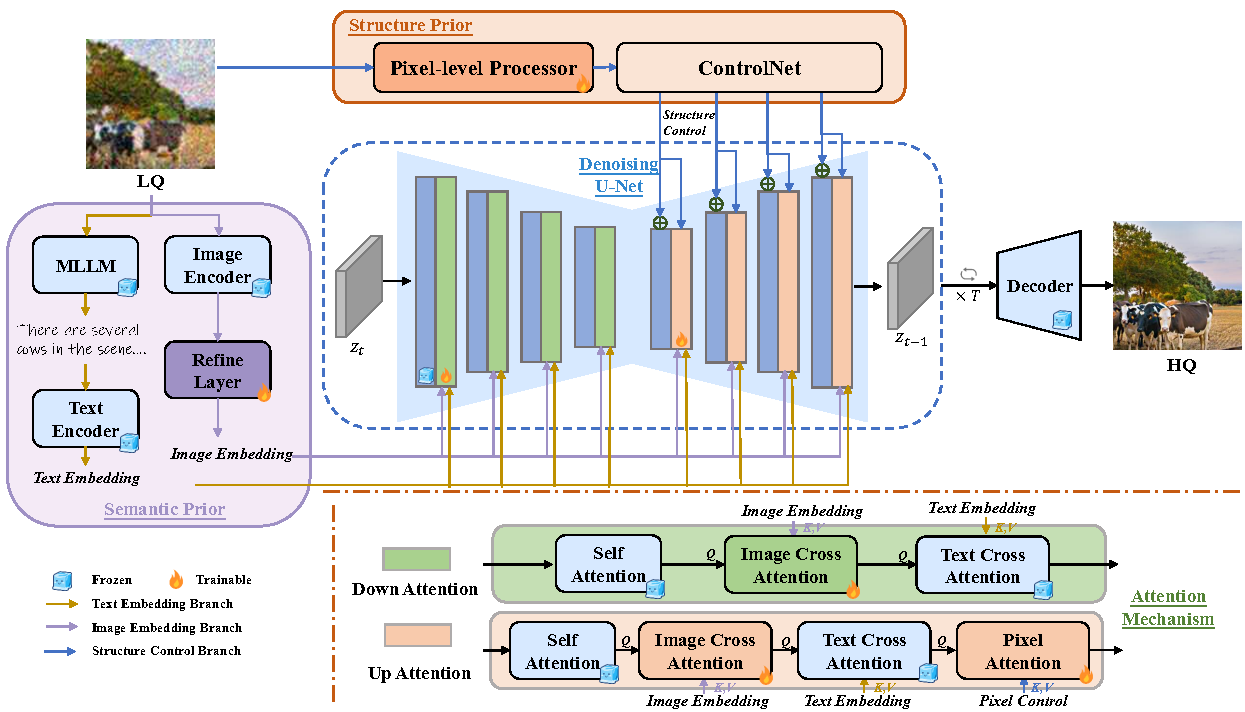 Structure Prior
Pixel-level Processor
ControlNet
Structure
Control
LQ
Denoising
U-Net
MLLM
Image
Encoder
There are several
cows in the scene....
Refine
Layer
Text
Encoder
Image Embedding
Text Embedding
Semantic Prior
Z_t
Z_{t-1}
× T
Decoder
HQ
Frozen
Trainable
Text Embedding Branch
Image Embedding Branch
Structure Control Branch
Image Embedding
Text Embedding
K,V
K,V
Down Attention
Self
Attention
Q
Image Cross
Attention
Q
Text Cross
Attention
Attention
Mechanism
Up Attention
Self
Attention
Q
Image Cross
Attention
Q
Text Cross
Attention
Q
Pixel
Attention
K,V
K,V
K,V
Image Embedding
Text Embedding
Pixel Control